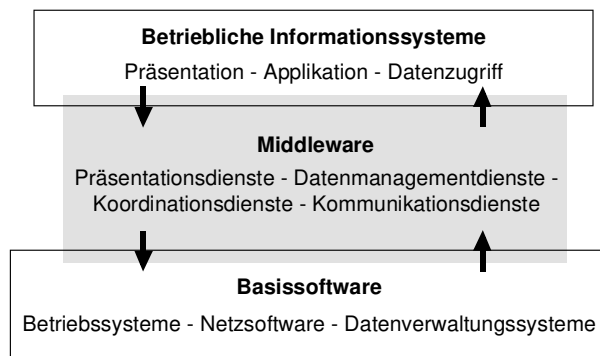 Betriebliche Informationssysteme
Präsentation - Applikation - Datenzugriff
Middleware
Präsentationsdienste - Datenmanagementdienste -
Koordinationsdienste - Kommunikationsdienste
Basissoftware
Betriebssysteme - Netzsoftware - Datenverwaltungssysteme